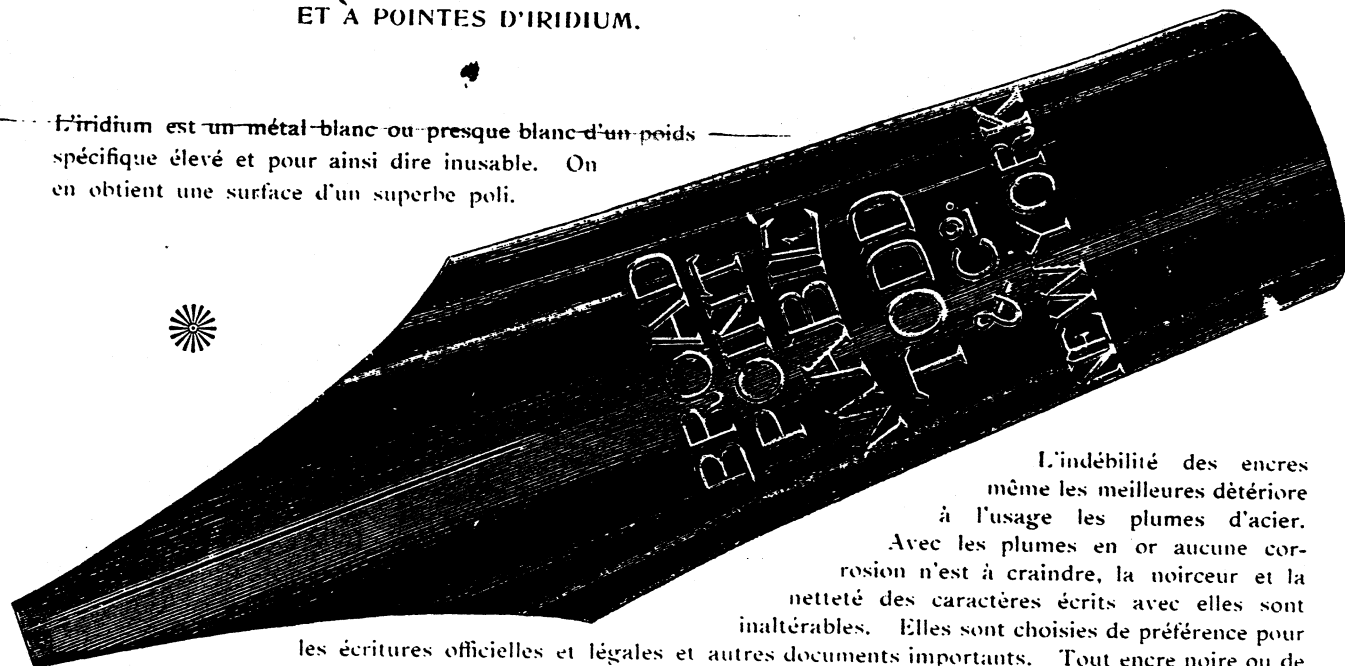 ET À POINTES D'IRIDIUM.
L'iridium est un métal blanc ou presque blanc d'un poids
spécifique élevé et pour ainsi dire inusable. On
en obtient une surface d'un superbe poli.
BROAD
POINT
MABIE
TODD
& Co.
NEW YORK
L'indébilité des encres
même les meilleures dètériore
à l'usage les plumes d'acier.
Avec les plumes en or aucune cor-
rosion n'est à craindre, la noirceur et la
netteté des caractères écrits avec elles sont
inaltérables. Elles sont choisies de préférence pour
les écritures officielles et légales et autres documents importants. Tout encre noire ou de